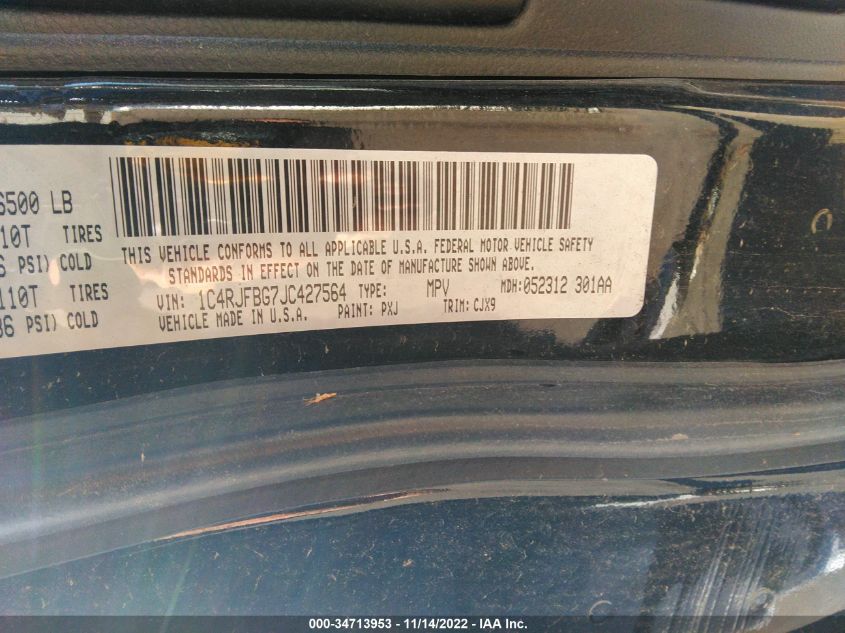 6500 LB
10T TIRES
PSI) COLD
110T TIRES
36 PSI) COLD
THIS VEHICLE CONFORMS TO ALL APPLICABLE U.S.A. FEDERAL MOTOR VEHICLE SAFETY
STANDARDS IN EFFECT ON THE DATE OF MANUFACTURE SHOWN ABOVE.
VIN: 1C4RJFBG7JC427564 TYPE: MPV MDH:052312 301AA
VEHICLE MADE IN U.S.A. PAINT: PXJ TRIM: CJX9
000-34713953 - 11/14/2022 - IAA Inc.